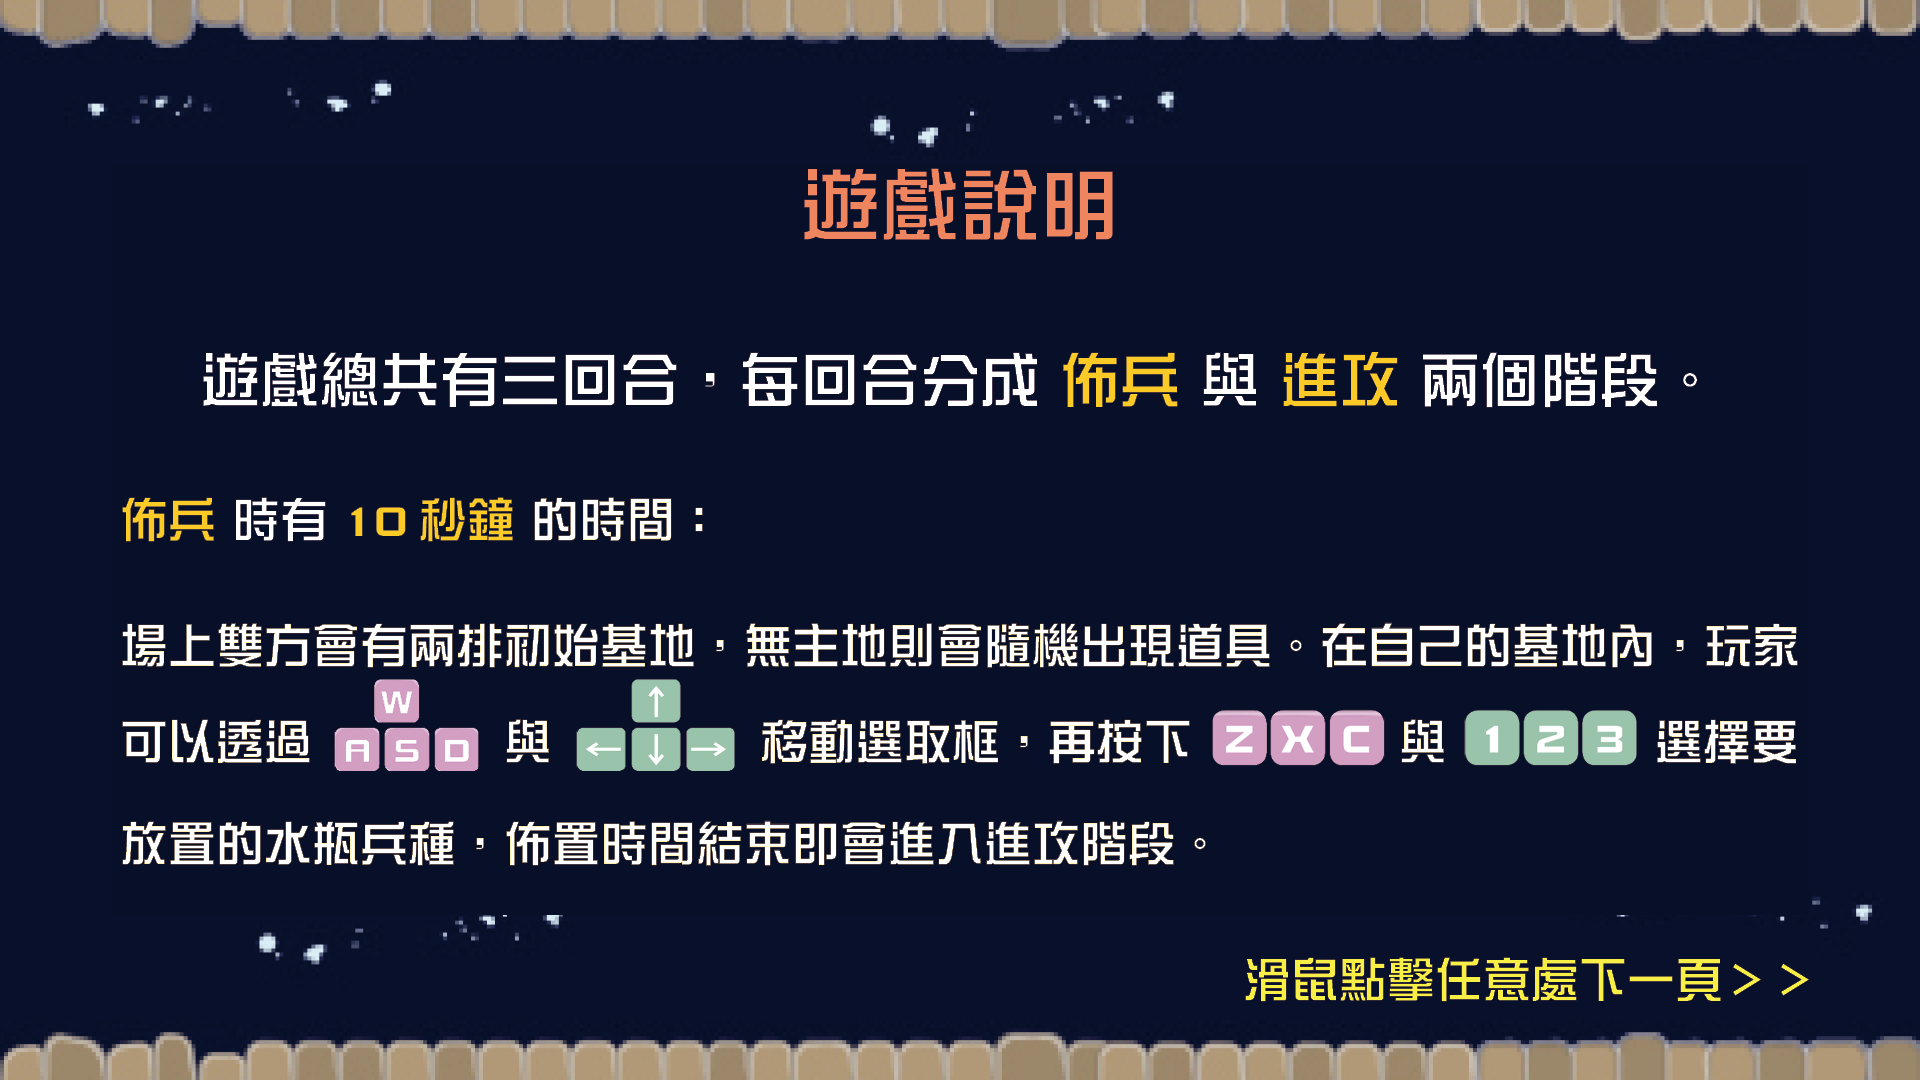 遊戲說明
遊戲總共有三回合，每回合分成 佈兵 與 進攻 兩個階段。
佈兵 時有 10 秒鐘 的時間：
場上雙方會有兩排初始基地，無主地則會隨機出現道具。在自己的基地內，玩家
可以透過 W A S D 與 ↑ ← ↓ → 移動選取框，再按下 Z X C 與 1 2 3 選擇要
放置的水瓶兵種，佈置時間結束即會進入進攻階段。
滑鼠點擊任意處下一頁＞＞